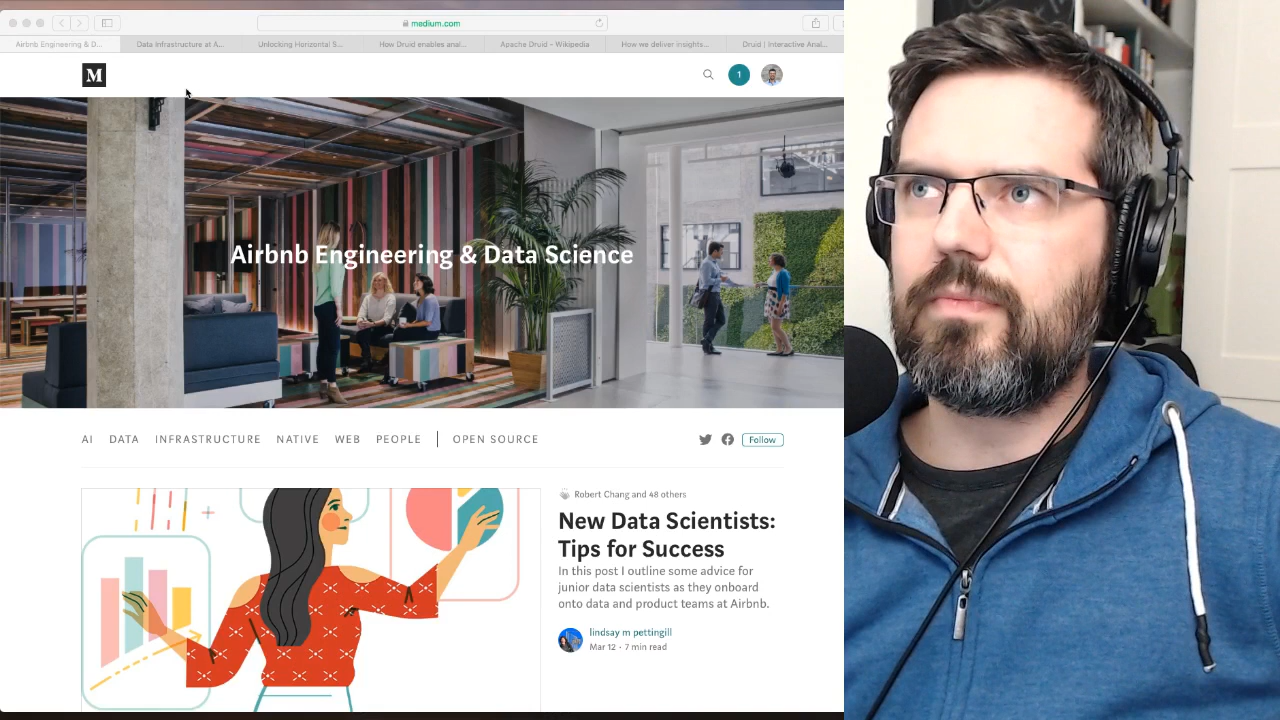 medium.com
Airbnb Engineering & D...
Data Infrastructure at A...
Unlocking Horizontal S...
How Druid enables anal...
Apache Druid - Wikipedia
How we deliver insights...
Druid | Interactive Anal...
M
1
Airbnb Engineering & Data Science
AI DATA INFRASTRUCTURE NATIVE WEB PEOPLE OPEN SOURCE
Follow
Robert Chang and 48 others
New Data Scientists:
Tips for Success
In this post I outline some advice for
junior data scientists as they onboard
onto data and product teams at Airbnb.
lindsay m pettingill
Mar 12 · 7 min read